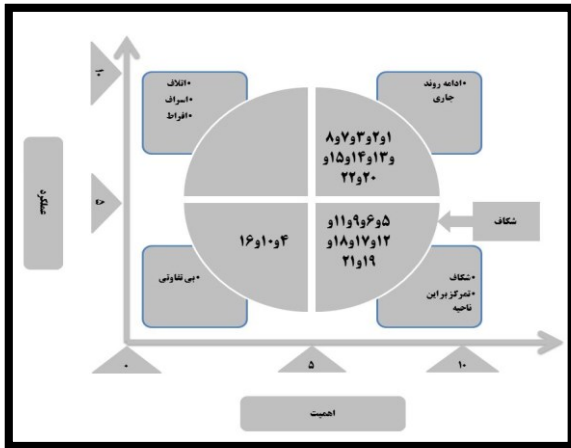 ۱۰
•اتلاف
•اسراف
•افراط
•ادامه روند
جاری
۱و۲و۳و۷و۸
و۱۳و۱۴و۱۵و
۲۰و۲۲
عملکرد
۵
۵و۶و۹و۱۱و
۱۲و۱۷و۱۸و
۱۹و۲۱
۴و۱۰و۱۶
شکاف
•بی تفاوتی
•شکاف
•تمرکز بر این
ناحیه
۰
۵
۱۰
اهمیت